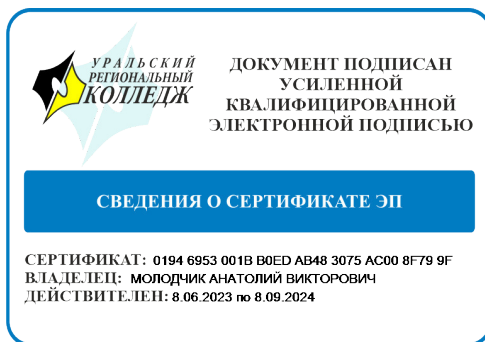 УРАЛЬСКИЙ
РЕГИОНАЛЬНЫЙ
КОЛЛЕДЖ
ДОКУМЕНТ ПОДПИСАН
УСИЛЕННОЙ
КВАЛИФИЦИРОВАННОЙ
ЭЛЕКТРОННОЙ ПОДПИСЬЮ
СВЕДЕНИЯ О СЕРТИФИКАТЕ ЭП
СЕРТИФИКАТ: 0194 6953 001B B0ED AB48 3075 AC00 8F79 9F
ВЛАДЕЛЕЦ: МОЛОДЧИК АНАТОЛИЙ ВИКТОРОВИЧ
ДЕЙСТВИТЕЛЕН: 8.06.2023 по 8.09.2024